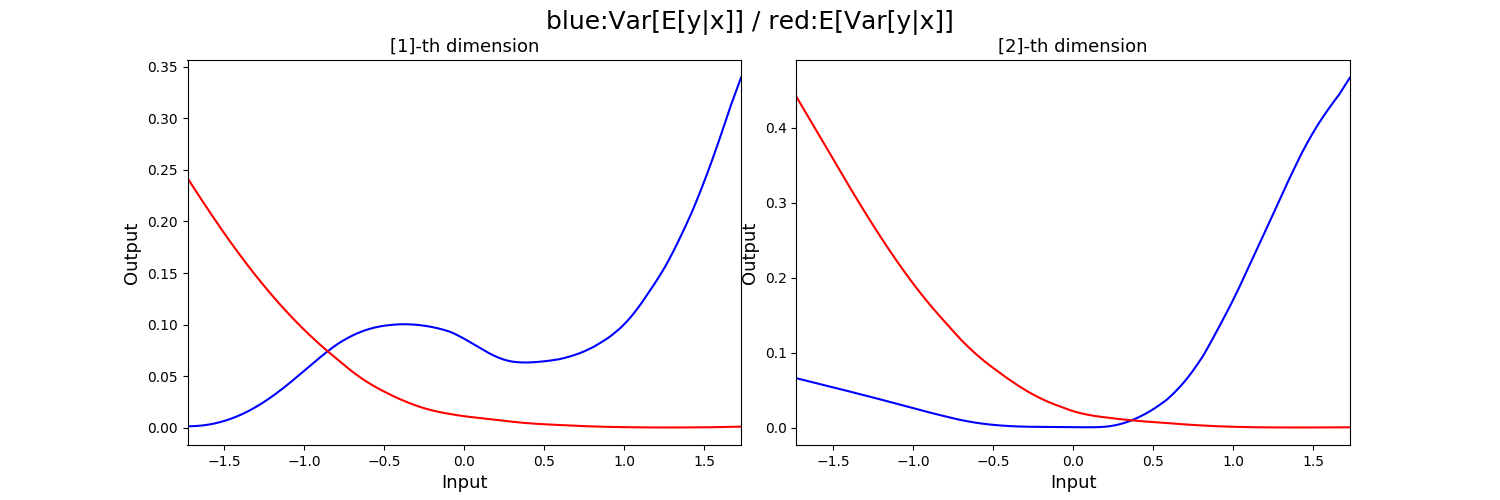 blue:Var[E[y|x]] / red:E[Var[y|x]]
[1]-th dimension
0.35
0.30
0.25
0.20
0.15
0.10
0.05
0.00
Output
−1.5 −1.0 −0.5 0.0 0.5 1.0 1.5
Input
[2]-th dimension
0.4
0.3
0.2
0.1
0.0
Output
−1.5 −1.0 −0.5 0.0 0.5 1.0 1.5
Input